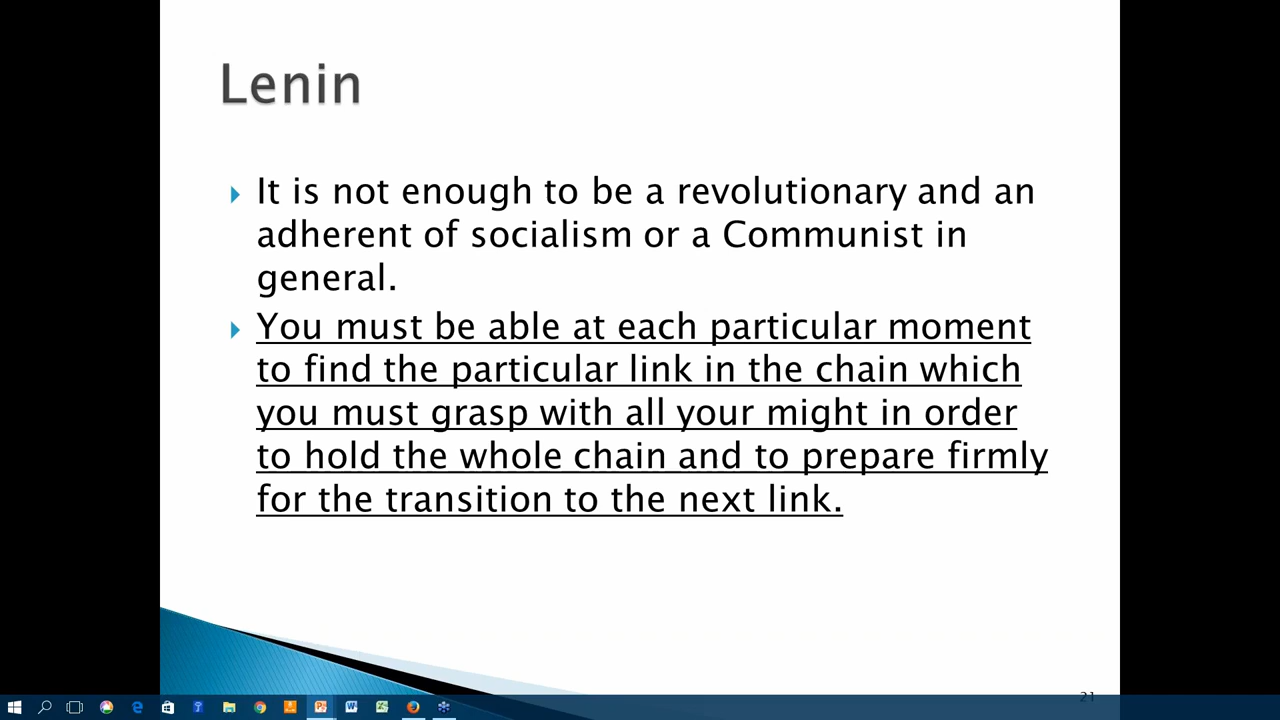 Lenin
It is not enough to be a revolutionary and an
adherent of socialism or a Communist in
general.
You must be able at each particular moment
to find the particular link in the chain which
you must grasp with all your might in order
to hold the whole chain and to prepare firmly
for the transition to the next link.
21